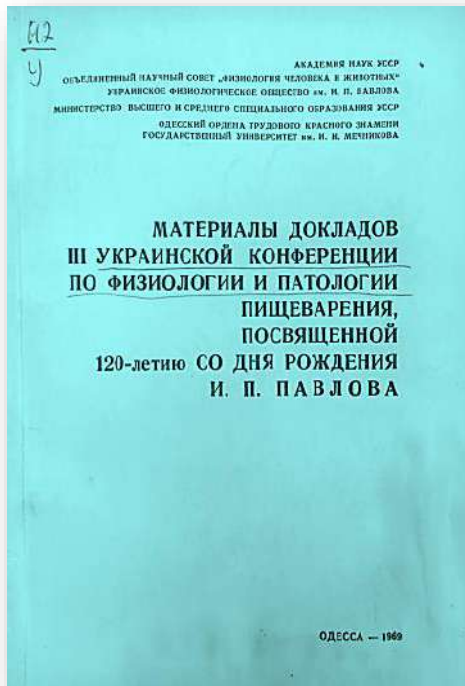 У
АКАДЕМИЯ НАУК УССР
ОБЪЕДИНЕННЫЙ НАУЧНЫЙ СОВЕТ „ФИЗИОЛОГИЯ ЧЕЛОВЕКА И ЖИВОТНЫХ"
УКРАИНСКОЕ ФИЗИОЛОГИЧЕСКОЕ ОБЩЕСТВО им. И. П. ПАВЛОВА
МИНИСТЕРСТВО ВЫСШЕГО И СРЕДНЕГО СПЕЦИАЛЬНОГО ОБРАЗОВАНИЯ УССР
ОДЕССКИЙ ОРДЕНА ТРУДОВОГО КРАСНОГО ЗНАМЕНИ
ГОСУДАРСТВЕННЫЙ УНИВЕРСИТЕТ им. И. И. МЕЧНИКОВА
МАТЕРИАЛЫ ДОКЛАДОВ
III УКРАИНСКОЙ КОНФЕРЕНЦИИ
ПО ФИЗИОЛОГИИ И ПАТОЛОГИИ
ПИЩЕВАРЕНИЯ,
ПОСВЯЩЕННОЙ
120-летию СО ДНЯ РОЖДЕНИЯ
И. П. ПАВЛОВА
ОДЕССА — 1969